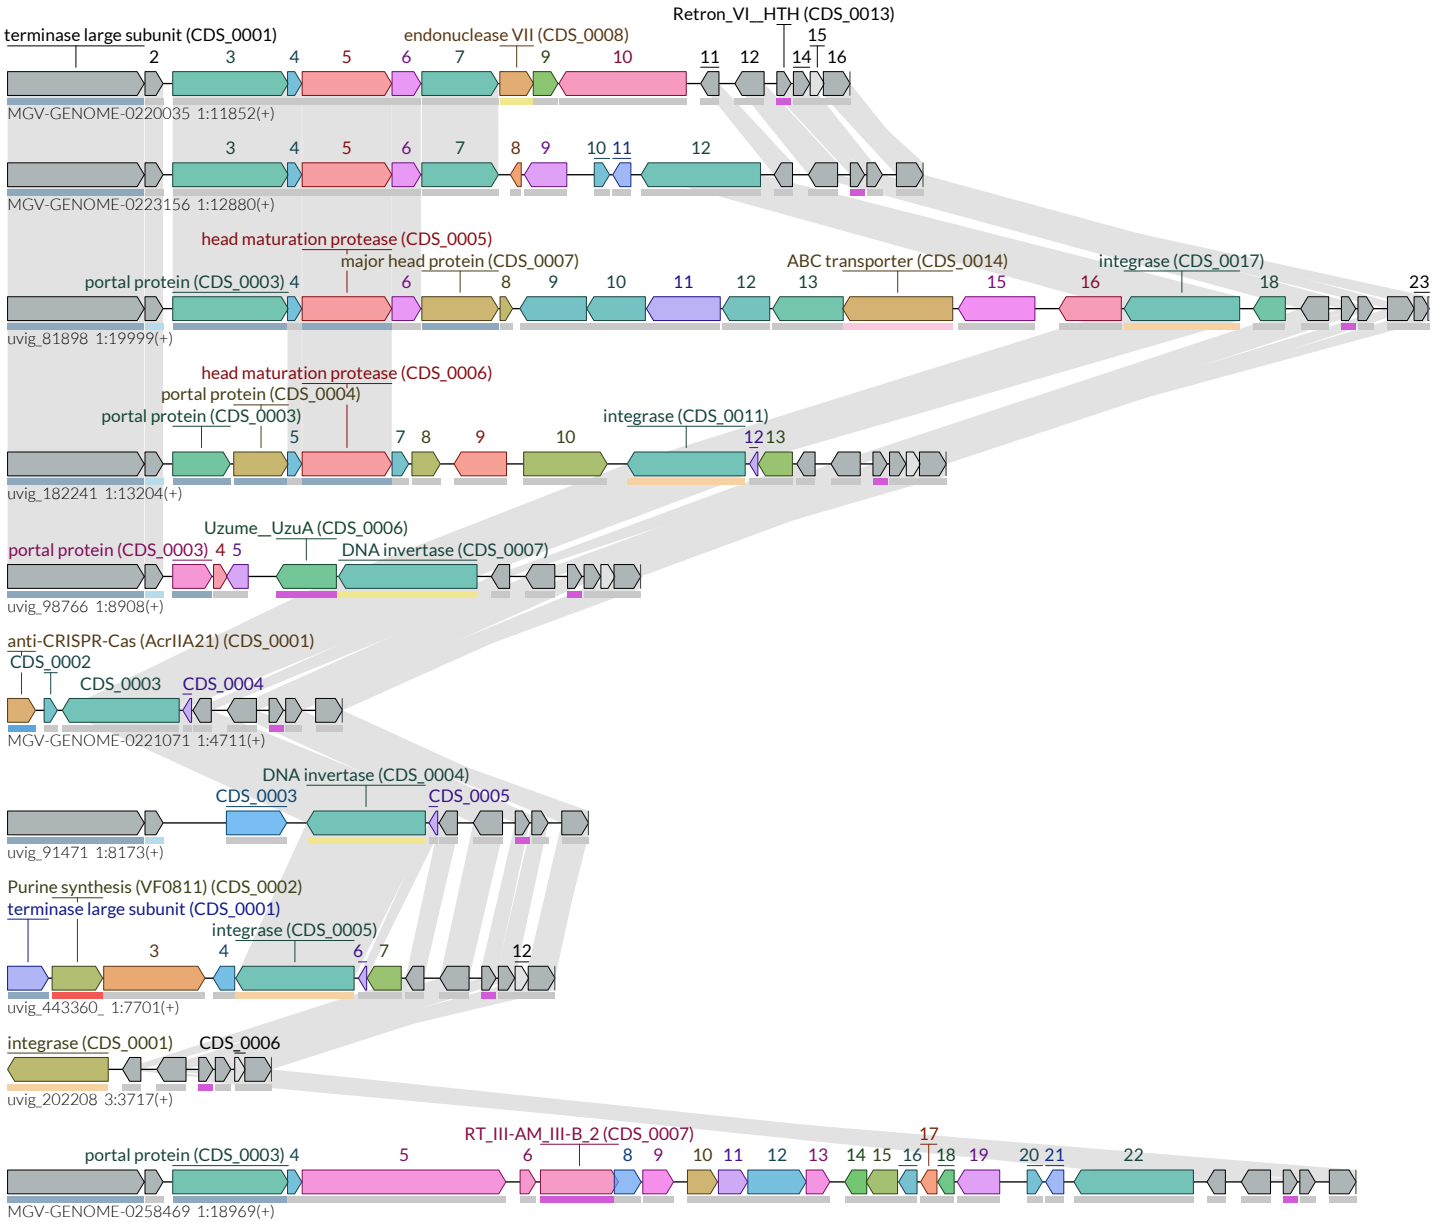 Retron_VI__HTH (CDS_0013)
terminase large subunit (CDS_0001) endonuclease VII (CDS_0008) 15
2 3 4 5 6 7 9 10 11 12 14 16
MGV-GENOME-0220035 1:11852(+)
3 4 5 6 7 8 9 10 11 12
MGV-GENOME-0223156 1:12880(+)
head maturation protease (CDS_0005)
major head protein (CDS_0007) ABC transporter (CDS_0014) integrase (CDS_0017)
portal protein (CDS_0003) 4 6 8 9 10 11 12 13 15 16 18 23
uvig_81898 1:19999(+)
head maturation protease (CDS_0006)
portal protein (CDS_0004)
portal protein (CDS_0003) integrase (CDS_0011)
5 7 8 9 10 12 13
uvig_182241 1:13204(+)
Uzume__UzuA (CDS_0006)
portal protein (CDS_0003) 4 5 DNA invertase (CDS_0007)
uvig_98766 1:8908(+)
anti-CRISPR-Cas (AcrIIA21) (CDS_0001)
CDS_0002
CDS_0003 CDS_0004
MGV-GENOME-0221071 1:4711(+)
DNA invertase (CDS_0004)
CDS_0003 CDS_0005
uvig_91471 1:8173(+)
Purine synthesis (VF0811) (CDS_0002)
terminase large subunit (CDS_0001)
integrase (CDS_0005)
3 4 6 7 12
uvig_443360_ 1:7701(+)
integrase (CDS_0001) CDS_0006
uvig_202208 3:3717(+)
RT_III-AM_III-B_2 (CDS_0007) 17
portal protein (CDS_0003) 4 5 6 8 9 10 11 12 13 14 15 16 18 19 20 21 22
MGV-GENOME-0258469 1:18969(+)